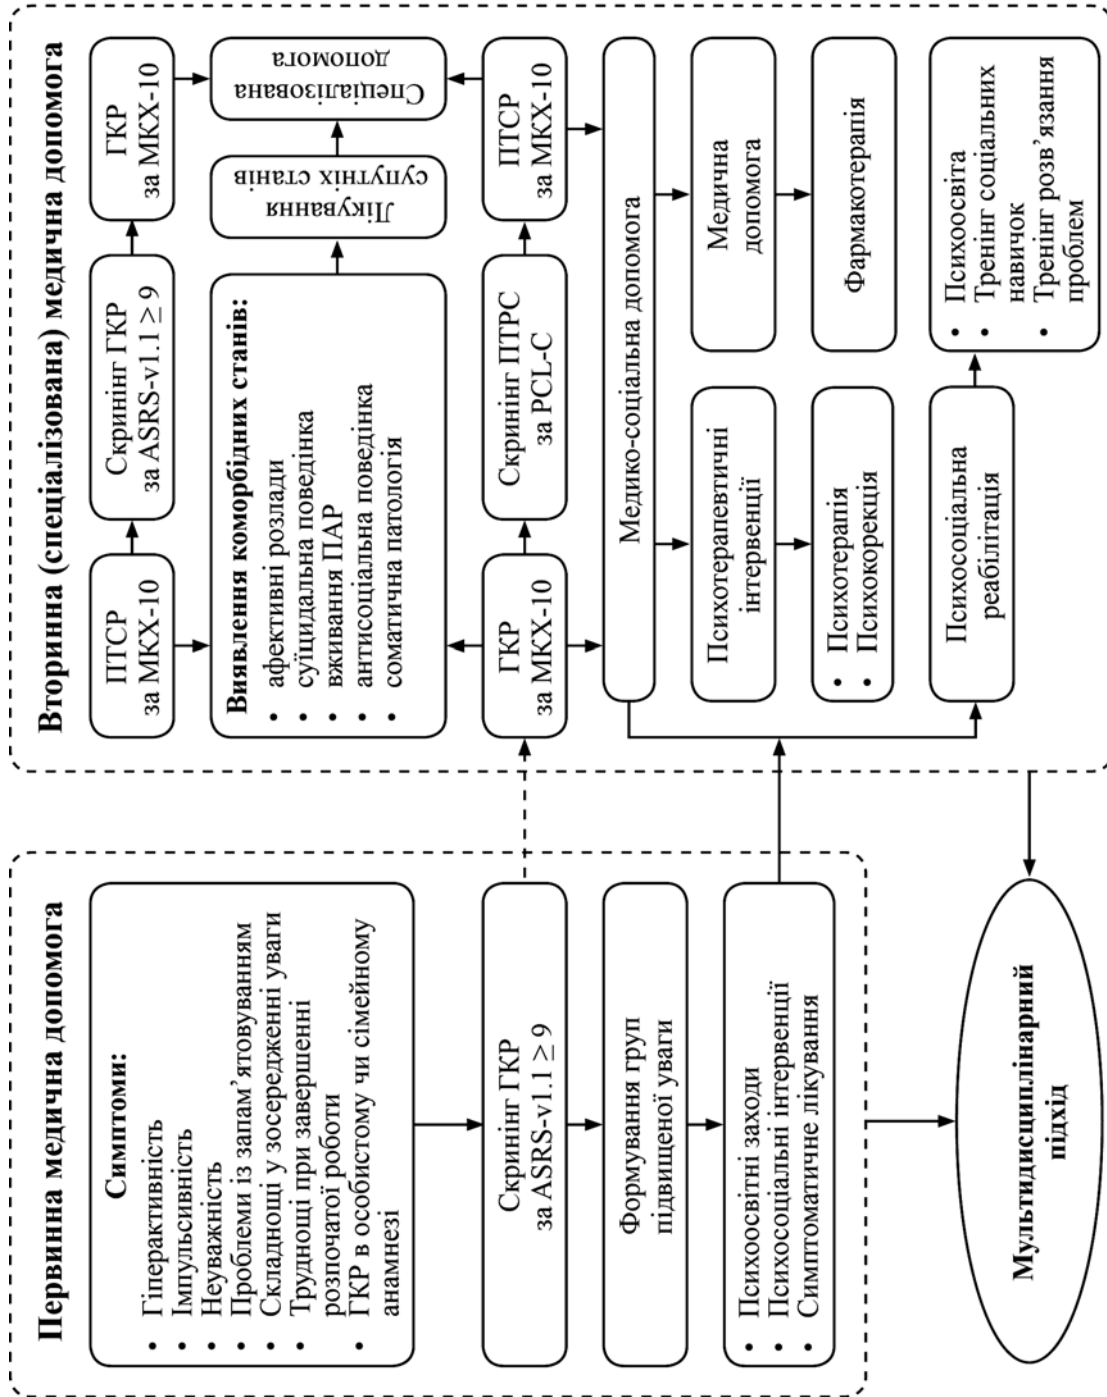 Первинна медична допомога
Симптоми:
• Гіперактивність
• Імпульсивність
• Неуважність
• Проблеми із запам’ятовуванням
• Складнощі у зосередженні уваги
• Труднощі при завершенні
розпочатої роботи
• ГКР в особистому чи сімейному
анамнезі
Скринінг ГКР
за ASRS-v1.1 ≥ 9
Формування груп
підвищеної уваги
• Психоосвітні заходи
• Психосоціальні інтервенції
• Симптоматичне лікування
Мультидисциплінарний
підхід
Вторинна (спеціалізована) медична допомога
ПТСР
за МКХ-10
Скринінг ГКР
за ASRS-v1.1 ≥ 9
ГКР
за МКХ-10
Виявлення коморбідних станів:
• афективні розлади
• суїцидальна поведінка
• вживання ПАР
• антисоціальна поведінка
• соматична патологія
Лікування
супутніх станів
Спеціалізована
допомога
ГКР
за МКХ-10
Скринінг ПТРС
за PCL-C
ПТСР
за МКХ-10
Медико-соціальна допомога
Психотерапевтичні
інтервенції
Медична
допомога
• Психотерапія
• Психокорекція
Фармакотерапія
Психосоціальна
реабілітація
• Психоосвіта
• Тренінг соціальних
навичок
• Тренінг розв’язання
проблем